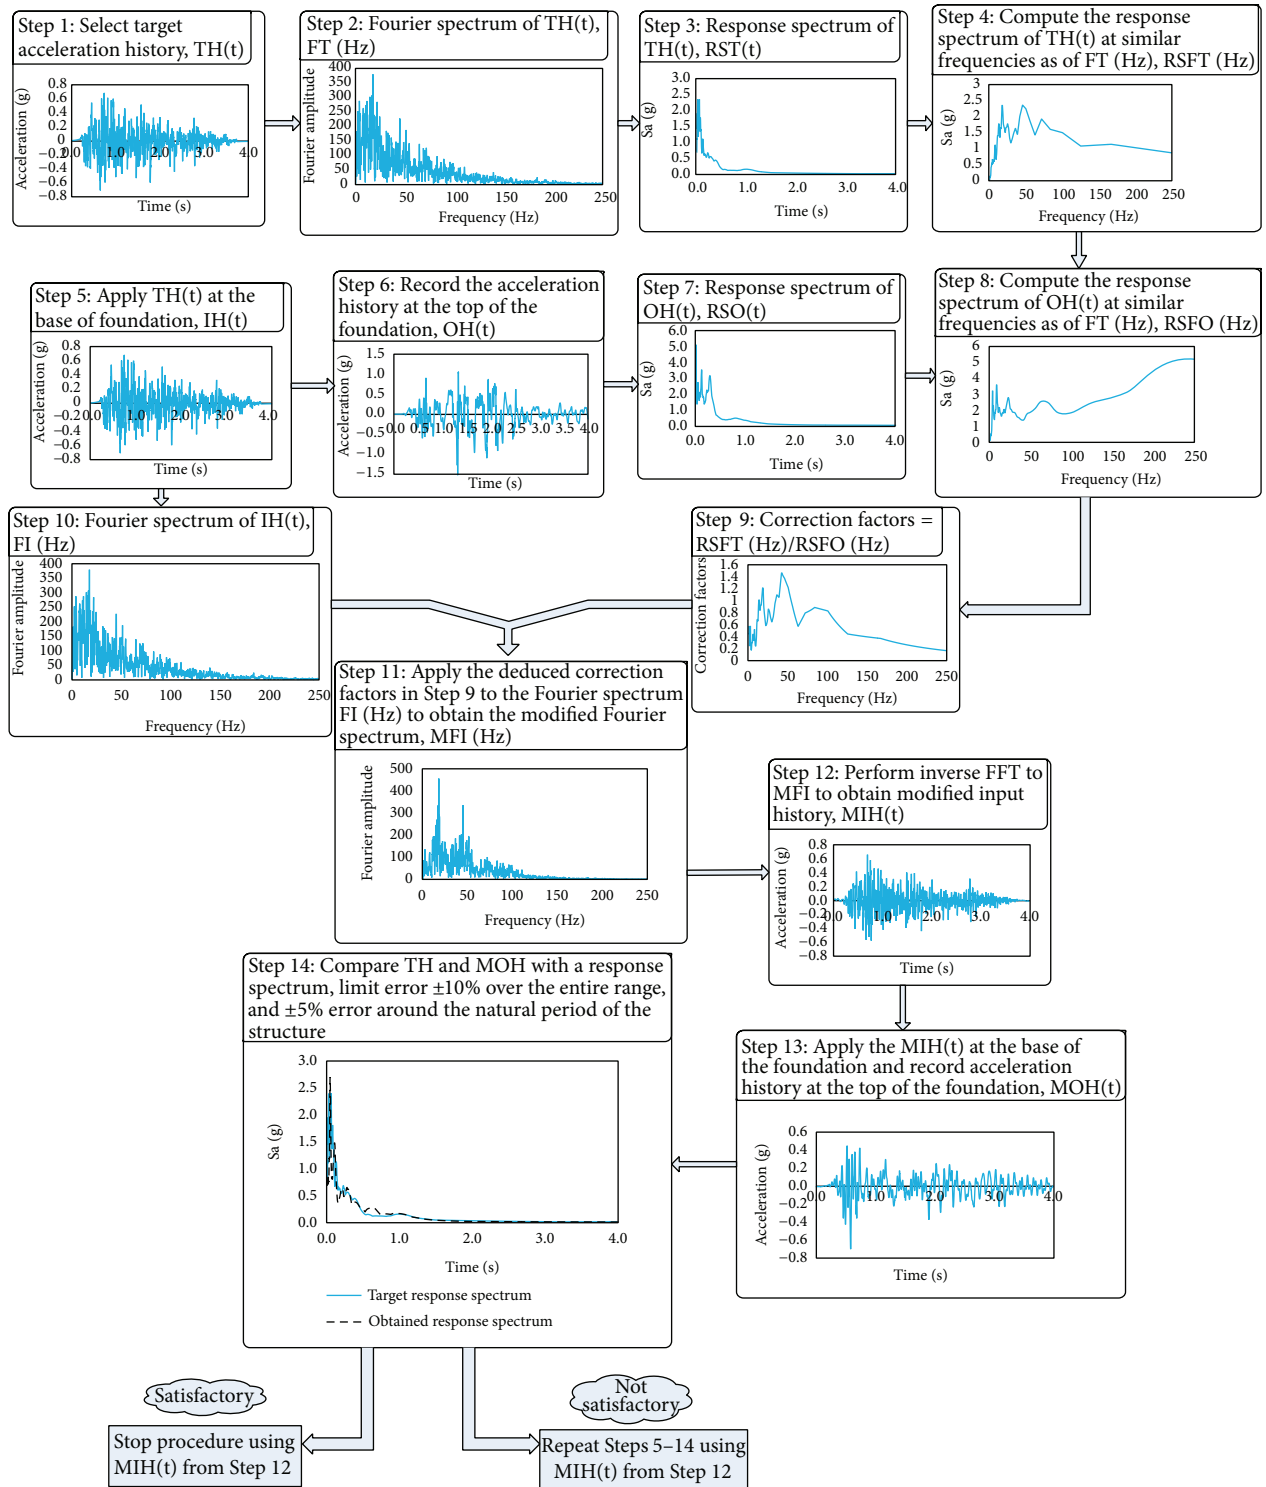 Step 1: Select target
acceleration history, TH(t)
Acceleration (g)
0.8
0.6
0.4
0.2
0
−0.2
−0.4
−0.6
−0.8
0.0 1.0 2.0 3.0 4.0
Time (s)
Step 2: Fourier spectrum of TH(t),
FT (Hz)
Fourier amplitude
400
350
300
250
200
150
100
50
0
0 50 100 150 200 250
Frequency (Hz)
Step 3: Response spectrum of
TH(t), RST(t)
Sa (g)
3.0
2.5
2.0
1.5
1.0
0.5
0.0
0.0 1.0 2.0 3.0 4.0
Time (s)
Step 4: Compute the response
spectrum of TH(t) at similar
frequencies as of FT (Hz), RSFT (Hz)
Sa (g)
3
2.5
2
1.5
1
0.5
0
0 50 100 150 200 250
Frequency (Hz)
Step 5: Apply TH(t) at the
base of foundation, IH(t)
Acceleration (g)
0.8
0.6
0.4
0.2
0
−0.2
−0.4
−0.6
−0.8
0.0 1.0 2.0 3.0 4.0
Time (s)
Step 6: Record the acceleration
history at the top of the
foundation, OH(t)
Acceleration (g)
1.5
1.0
0.5
0.0
−0.5
−1.0
−1.5
0.0 0.5 1.0 1.5 2.0 2.5 3.0 3.5 4.0
Time (s)
Step 7: Response spectrum of
OH(t), RSO(t)
Sa (g)
6.0
5.0
4.0
3.0
2.0
1.0
0.0
0.0 1.0 2.0 3.0 4.0
Time (s)
Step 8: Compute the response
spectrum of OH(t) at similar
frequencies as of FT (Hz), RSFO (Hz)
Sa (g)
6
5
4
3
2
1
0
0 50 100 150 200 250
Frequency (Hz)
Step 10: Fourier spectrum of IH(t),
FI (Hz)
Fourier amplitude
400
350
300
250
200
150
100
50
0
0 50 100 150 200 250
Frequency (Hz)
Step 9: Correction factors =
RSFT (Hz)/RSFO (Hz)
Correction factors
1.6
1.4
1.2
1
0.8
0.6
0.4
0.2
0
0 50 100 150 200 250
Frequency (Hz)
Step 11: Apply the deduced correction
factors in Step 9 to the Fourier spectrum
FI (Hz) to obtain the modified Fourier
spectrum, MFI (Hz)
Fourier amplitude
500
400
300
200
100
0
0 50 100 150 200 250
Frequency (Hz)
Step 12: Perform inverse FFT to
MFI to obtain modified input
history, MIH(t)
Acceleration (g)
0.8
0.6
0.4
0.2
0.0
−0.2
−0.4
−0.6
−0.8
0.0 1.0 2.0 3.0 4.0
Time (s)
Step 14: Compare TH and MOH with a response
spectrum, limit error ±10% over the entire range,
and ±5% error around the natural period of the
structure
Sa (g)
3.0
2.5
2.0
1.5
1.0
0.5
0.0
0.0 1.0 2.0 3.0 4.0
Time (s)
Target response spectrum
Obtained response spectrum
Step 13: Apply the MIH(t) at the base of
the foundation and record acceleration
history at the top of the foundation, MOH(t)
Acceleration (g)
0.6
0.4
0.2
0.0
−0.2
−0.4
−0.6
−0.8
0.0 1.0 2.0 3.0 4.0
Time (s)
Satisfactory
Not
satisfactory
Stop procedure using
MIH(t) from Step 12
Repeat Steps 5–14 using
MIH(t) from Step 12